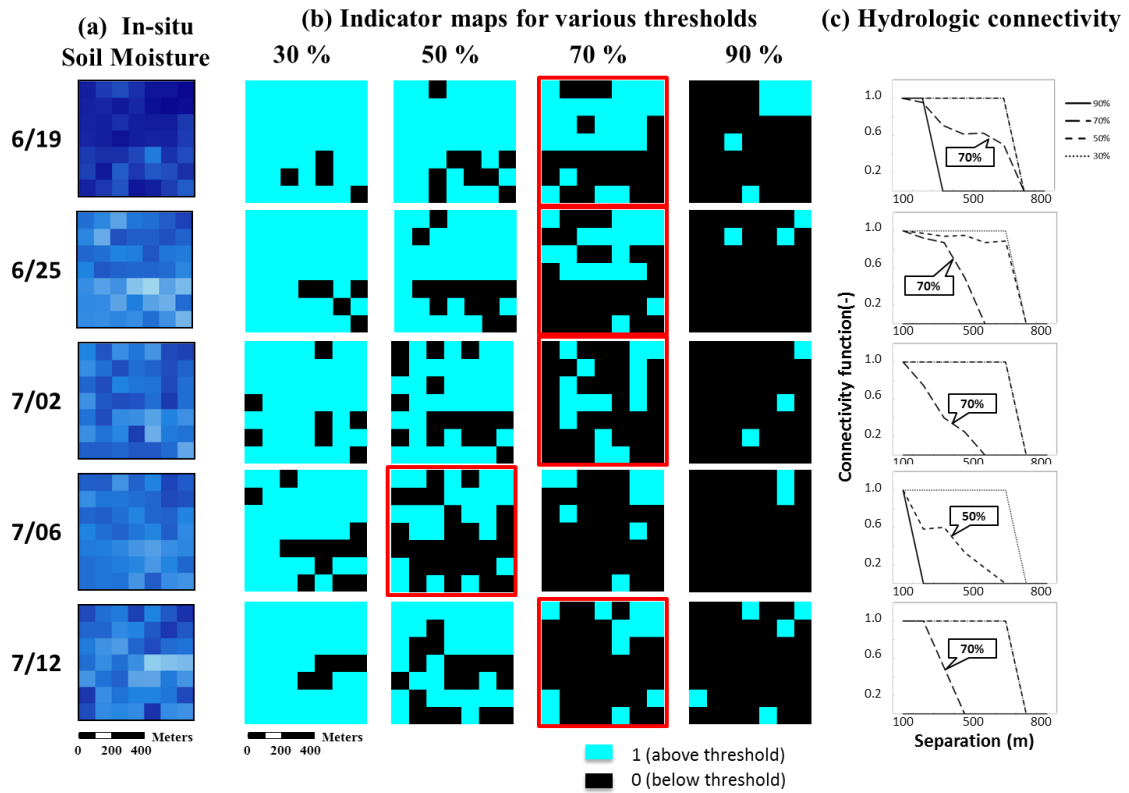 (a) In-situ
Soil Moisture
(b) Indicator maps for various thresholds
30 % 50 % 70 % 90 %
(c) Hydrologic connectivity
6/19
6/25
7/02
7/06
7/12
0 200 400 Meters
0 200 400 Meters
1 (above threshold)
0 (below threshold)
Connectivity function(-)
1.0
0.6
0.2
100 500 800
70%
90%
70%
50%
30%
1.0
0.6
0.2
100 500 800
70%
1.0
0.6
0.2
100 500 800
70%
1.0
0.6
0.2
100 500 800
50%
1.0
0.6
0.2
100 500 800
70%
Separation (m)